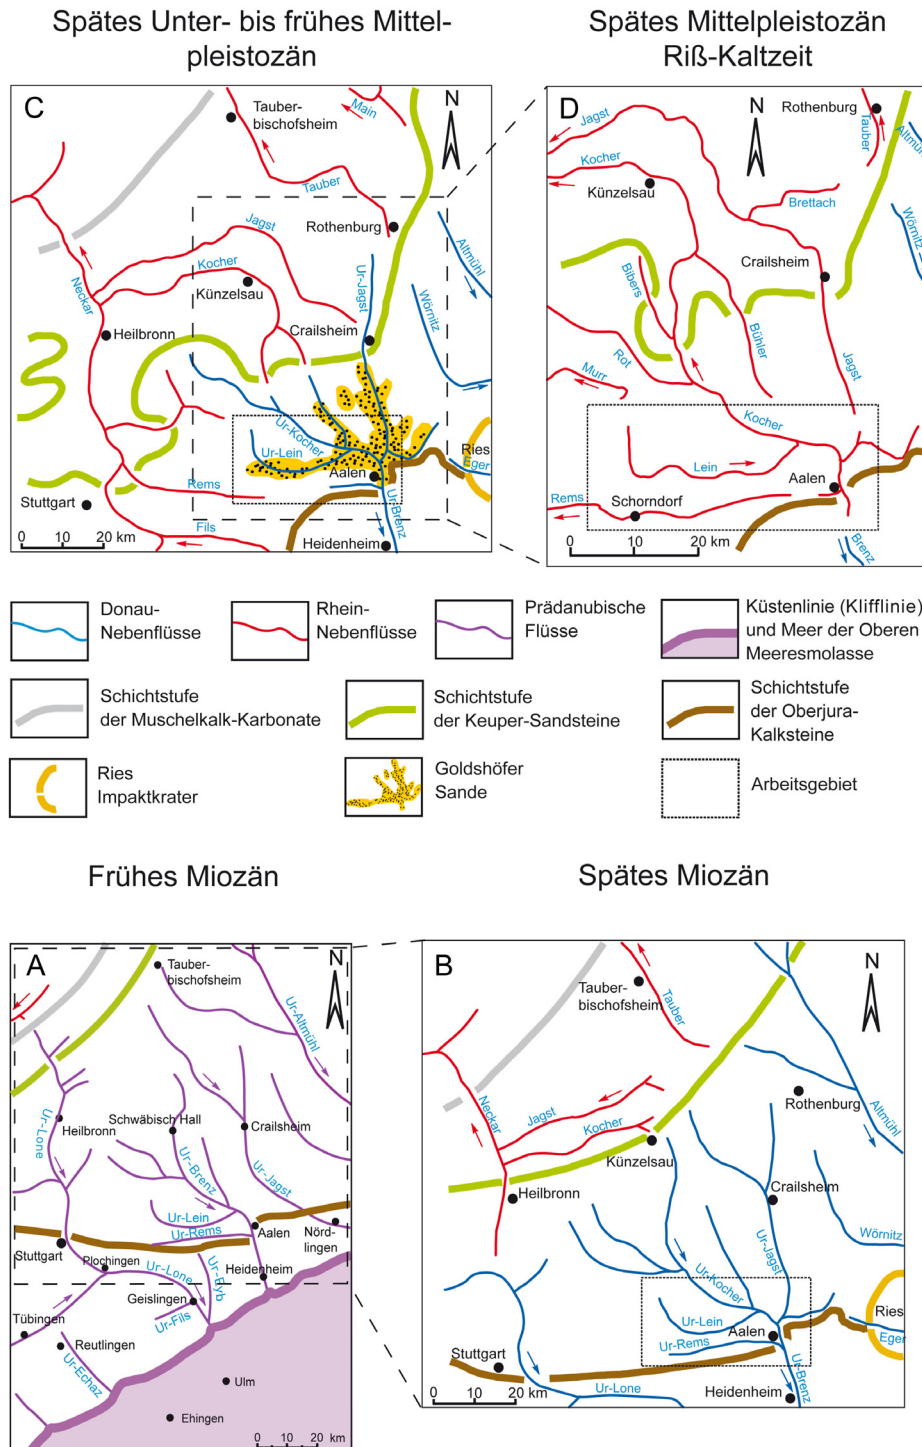 Spätes Unter- bis frühes Mittel-
pleistozän
Spätes Mittelpleistozän
Riß-Kaltzeit
C
N
Tauber-
bischofsheim
Main
Tauber
Rothenburg
Jagst
Kocher
Künzelsau
Ur-Jagst
Altmühl
Wörnitz
Neckar
Heilbronn
Crailsheim
Ur-Kocher
Ur-Lein
Ries
Eger
Aalen
Rems
Stuttgart
Ur-Brenz
Fils
Heidenheim
0 10 20 km
D
N
Rothenburg
Tauber
Altmühl
Jagst
Kocher
Künzelsau
Brettach
Wörnitz
Crailsheim
Bibers
Bühler
Rot
Murr
Jagst
Kocher
Lein
Aalen
Rems
Schorndorf
Brenz
0 10 20 km
Donau-
Nebenflüsse
Rhein-
Nebenflüsse
Prädanubische
Flüsse
Küstenlinie (Klifflinie)
und Meer der Oberen
Meeresmolasse
Schichtstufe
der Muschelkalk-Karbonate
Schichtstufe
der Keuper-Sandsteine
Schichtstufe
der Oberjura-
Kalksteine
Ries
Impaktkrater
Goldshöfer
Sande
Arbeitsgebiet
Frühes Miozän
Spätes Miozän
A
N
Tauber-
bischofsheim
Ur-Altmühl
Ur-Lone
Heilbronn
Schwäbisch Hall
Crailsheim
Ur-Brenz
Ur-Jagst
Ur-Lein
Ur-Rems
Aalen
Nörd-
lingen
Stuttgart
Plochingen
Ur-Lone
Ur-Eyb
Heidenheim
Geislingen
Ur-Fils
Tübingen
Reutlingen
Ur-Echaz
Ulm
Ehingen
0 10 20 km
B
N
Tauber-
bischofsheim
Tauber
Neckar
Jagst
Kocher
Rothenburg
Altmühl
Künzelsau
Heilbronn
Crailsheim
Wörnitz
Ur-Jagst
Ur-Kocher
Ur-Lein
Ur-Rems
Aalen
Ries
Eger
Stuttgart
Ur-Brenz
Ur-Lone
Heidenheim
0 10 20 km